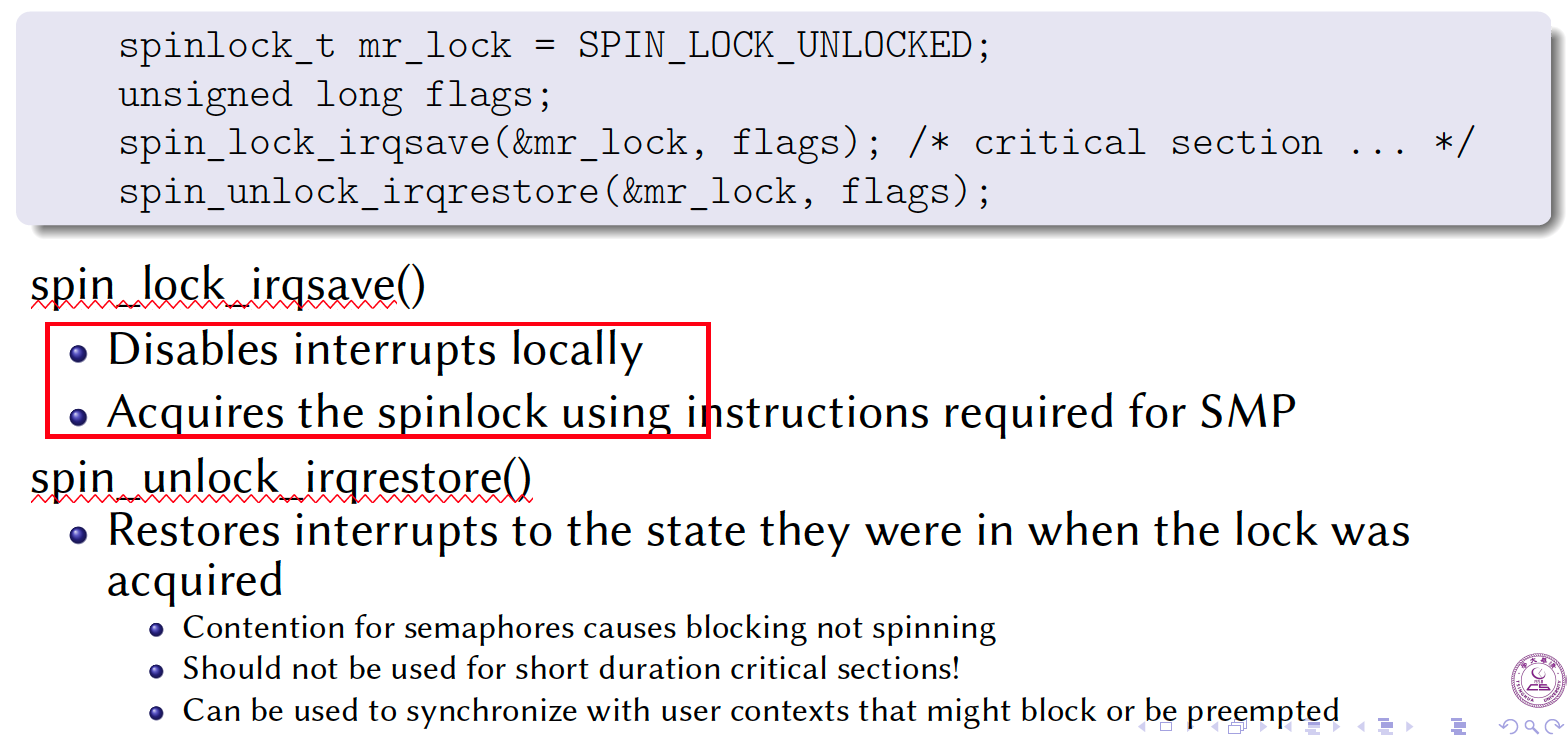 spinlock_t mr_lock = SPIN_LOCK_UNLOCKED;
unsigned long flags;
spin_lock_irqsave(&mr_lock, flags); /* critical section ... */
spin_unlock_irqrestore(&mr_lock, flags);
spin_lock_irqsave()
Disables interrupts locally
Acquires the spinlock using instructions required for SMP
spin_unlock_irqrestore()
Restores interrupts to the state they were in when the lock was
acquired
Contention for semaphores causes blocking not spinning
Should not be used for short duration critical sections!
Can be used to synchronize with user contexts that might block or be preempted